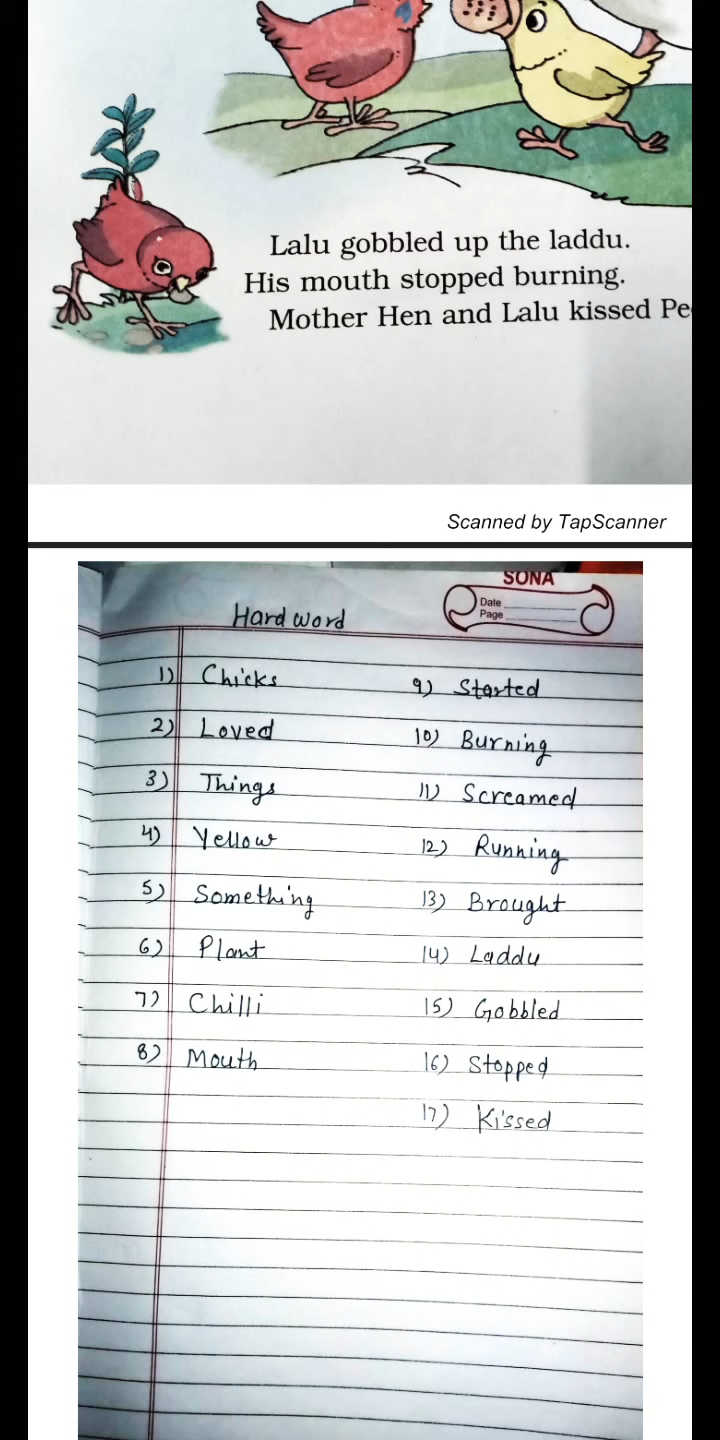 Lalu gobbled up the laddu.
His mouth stopped burning.
Mother Hen and Lalu kissed
Scanned by TapScanner
SONA
Date
Page
Hard word
1) Chicks
2) Loved
3) Things
4) Yellow
5) Something
6) Plant
7) Chilli
8) Mouth
9) Started
10) Burning
11) Screamed
12) Running
13) Brought
14) Laddu
15) Gobbled
16) Stopped
17) Kissed